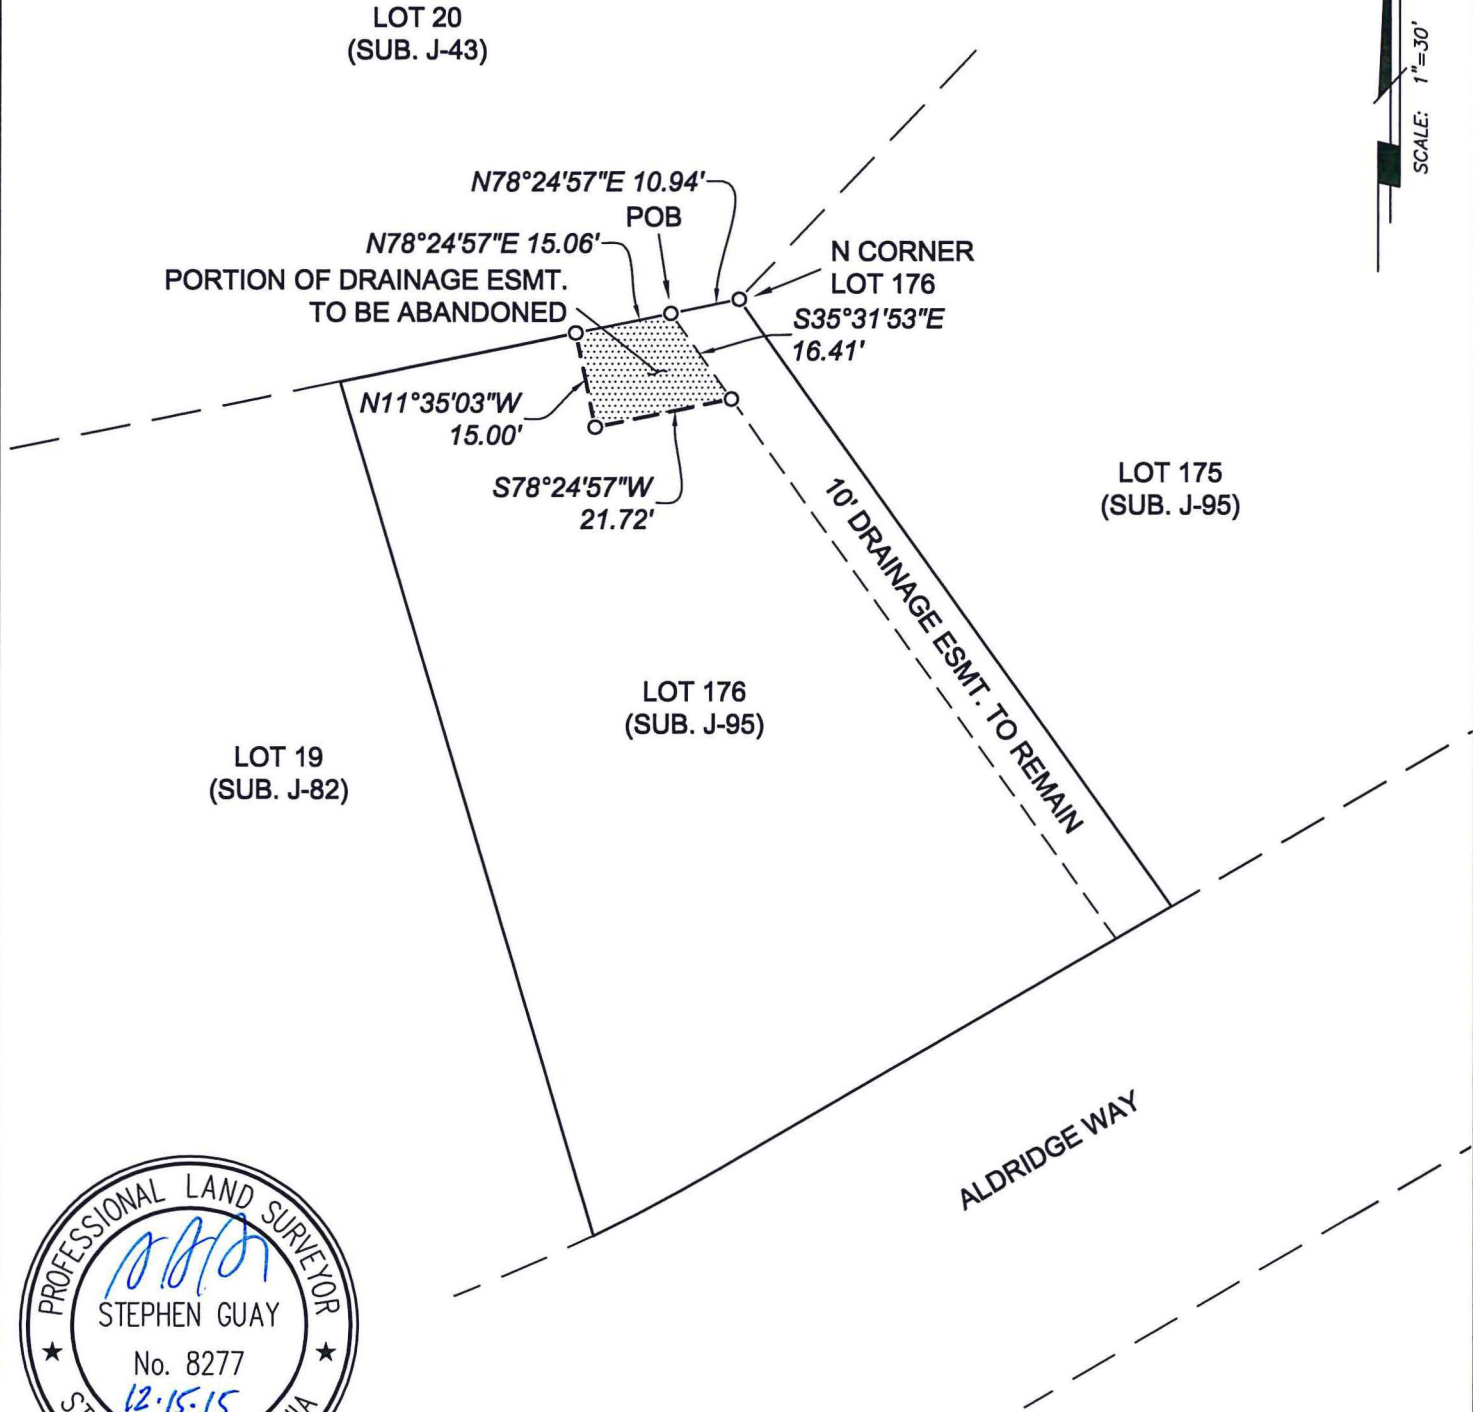 LOT 20
(SUB. J-43)
SCALE: 1"=30'
N78°24'57"E 10.94'
POB
N78°24'57"E 15.06'
N CORNER
LOT 176
PORTION OF DRAINAGE ESMT.
TO BE ABANDONED
S35°31'53"E
16.41'
N11°35'03"W
15.00'
S78°24'57"W
21.72'
LOT 175
(SUB. J-95)
10' DRAINAGE ESMT. TO REMAIN
LOT 176
(SUB. J-95)
LOT 19
(SUB. J-82)
ALDRIDGE WAY
PROFESSIONAL LAND SURVEYOR
STEPHEN GUAY
No. 8277
12.15.15